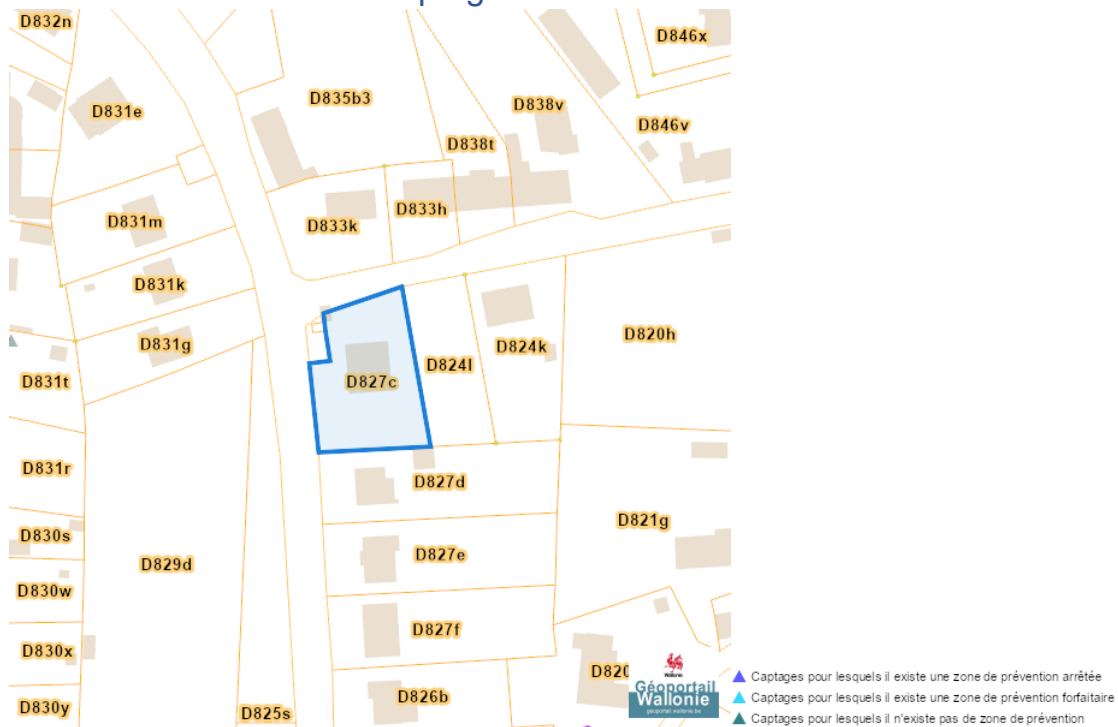 D832n
D846x
D831e
D835b3
D838v
D846v
D838t
D831m
D833k
D833h
D831k
D831g
D820h
D824l
D824k
D831t
D827c
D831r
D827d
D830s
D821g
D827e
D829d
D830w
D827f
D830x
D820
D826b
D830y
D825s
Wallonie
Géoportail
Wallonie
geoportail.wallonie.be
Captages pour lesquels il existe une zone de prévention arrêtée
Captages pour lesquels il existe une zone de prévention forfaitaire
Captages pour lesquels il n'existe pas de zone de prévention